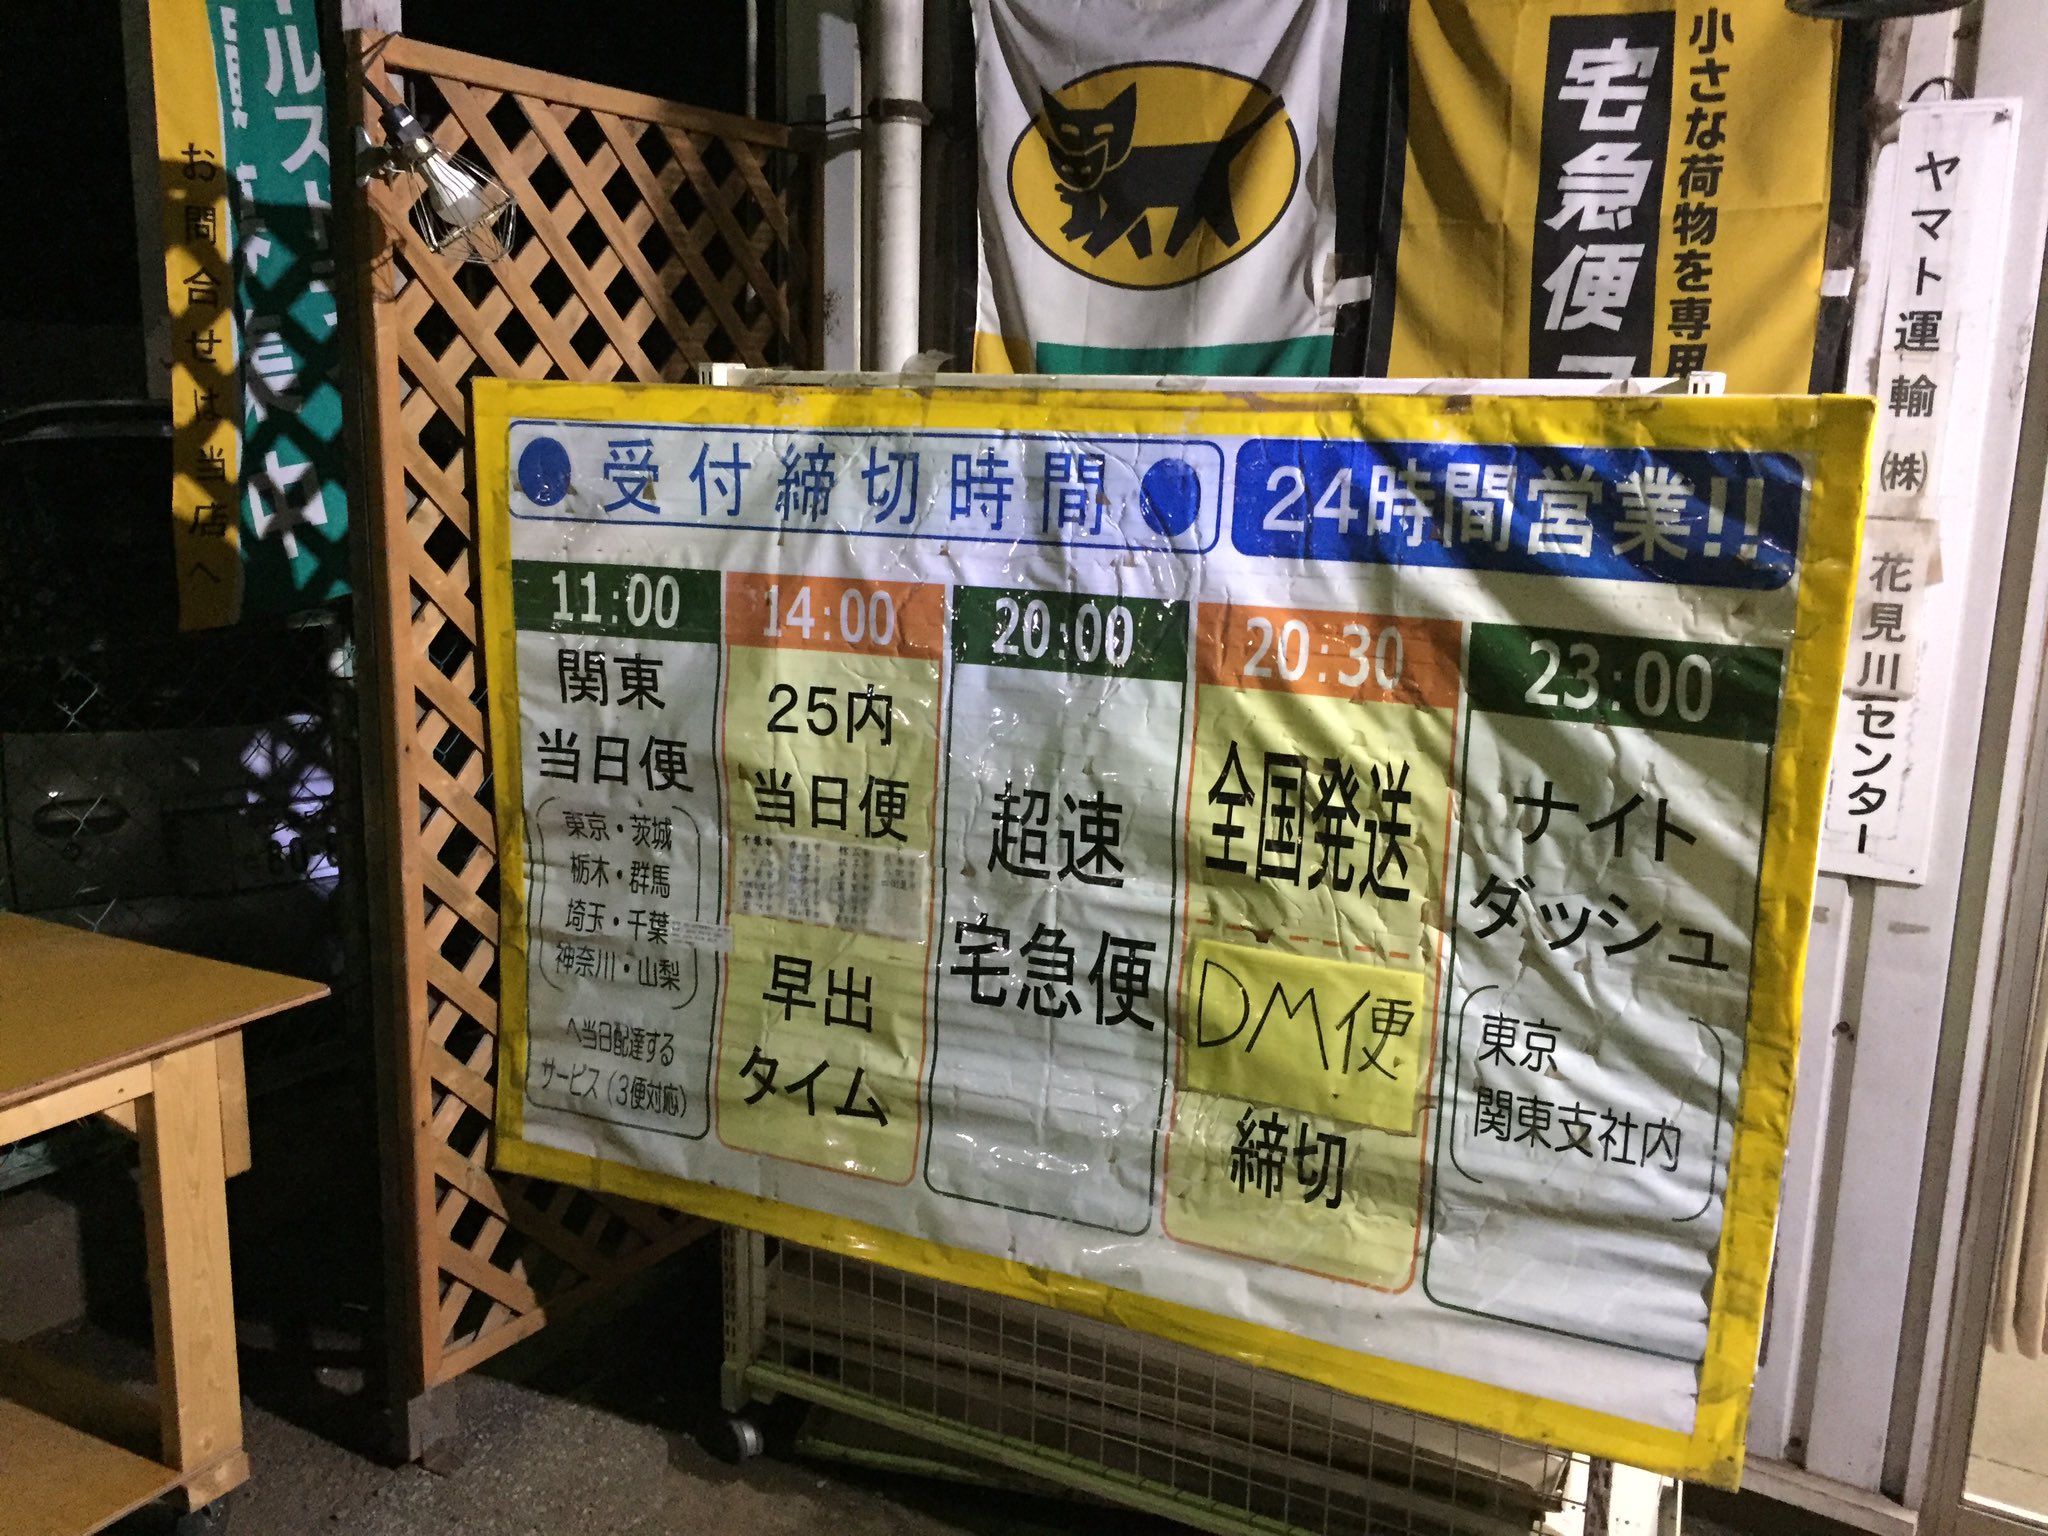 お問合せは当店へ
小さな荷物を専用
宅急便コ
ヤマト運輸㈱花見川センター
●受付締切時間●
24時間営業!!
11:00
関東
当日便
東京・茨城
栃木・群馬
埼玉・千葉
神奈川・山梨
へ当日配達する
サービス(3便対応)
14:00
25内
当日便
早出
タイム
20:00
超速
宅急便
20:30
全国発送
DM便
締切
23:00
ナイト
ダッシュ
東京
関東支社内